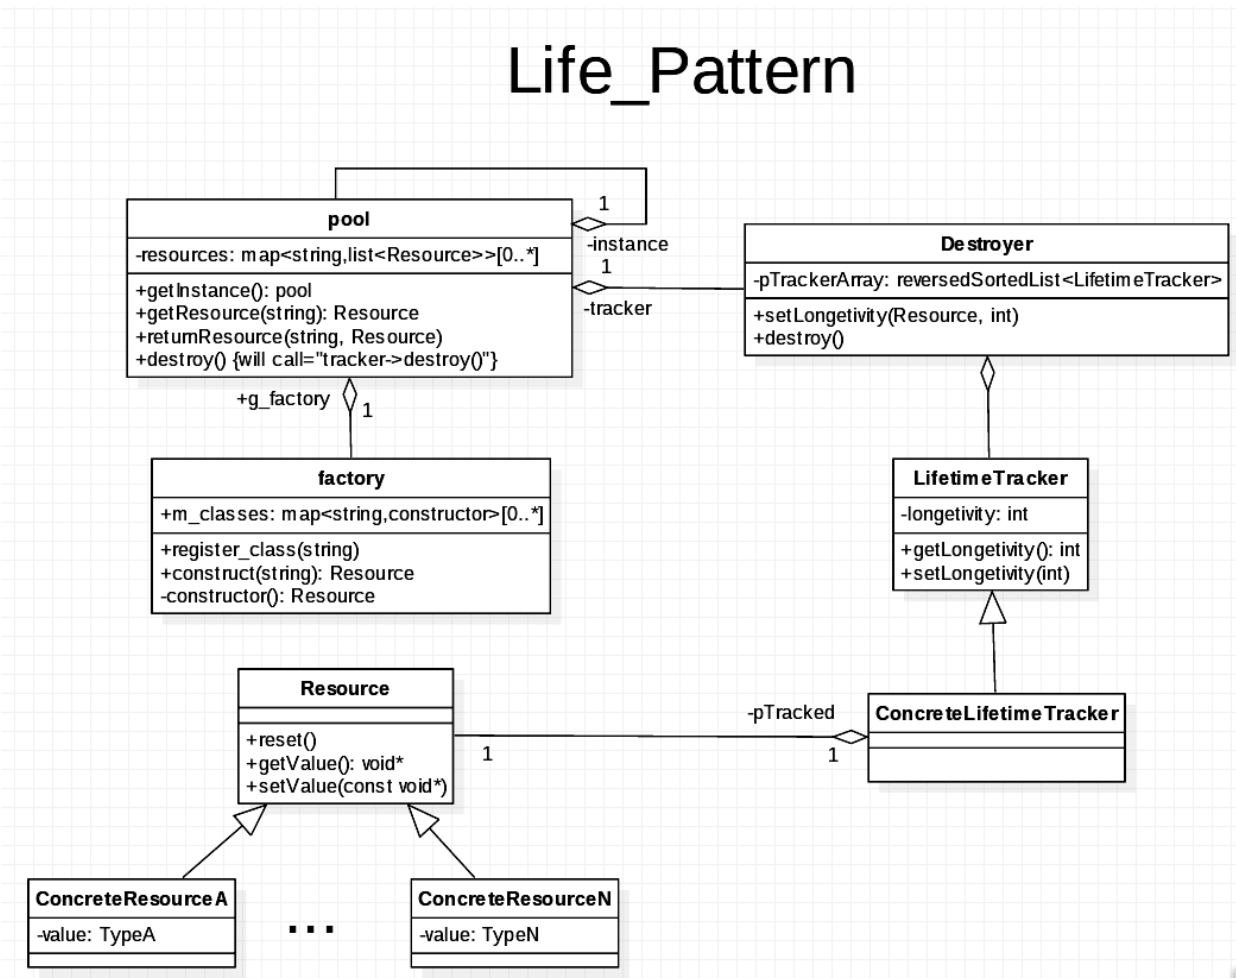 Life_Pattern
pool
-resources: map<string,list<Resource>>[0..*]
+getInstance(): pool
+getResource(string): Resource
+returnResource(string, Resource)
+destroy() {will call="tracker->destroy()"}
1
-instance
1
-tracker
Destroyer
-pTrackerArray: reversedSortedList<LifetimeTracker>
+setLongetivity(Resource, int)
+destroy()
+g_factory
1
factory
+m_classes: map<string,constructor>[0..*]
+register_class(string)
+construct(string): Resource
-constructor(): Resource
LifetimeTracker
-longetivity: int
+getLongetivity(): int
+setLongetivity(int)
Resource
+reset()
+getValue(): void*
+setValue(const void*)
1
-pTracked
1
ConcreteLifetimeTracker
ConcreteResourceA
-value: TypeA
...
ConcreteResourceN
-value: TypeN